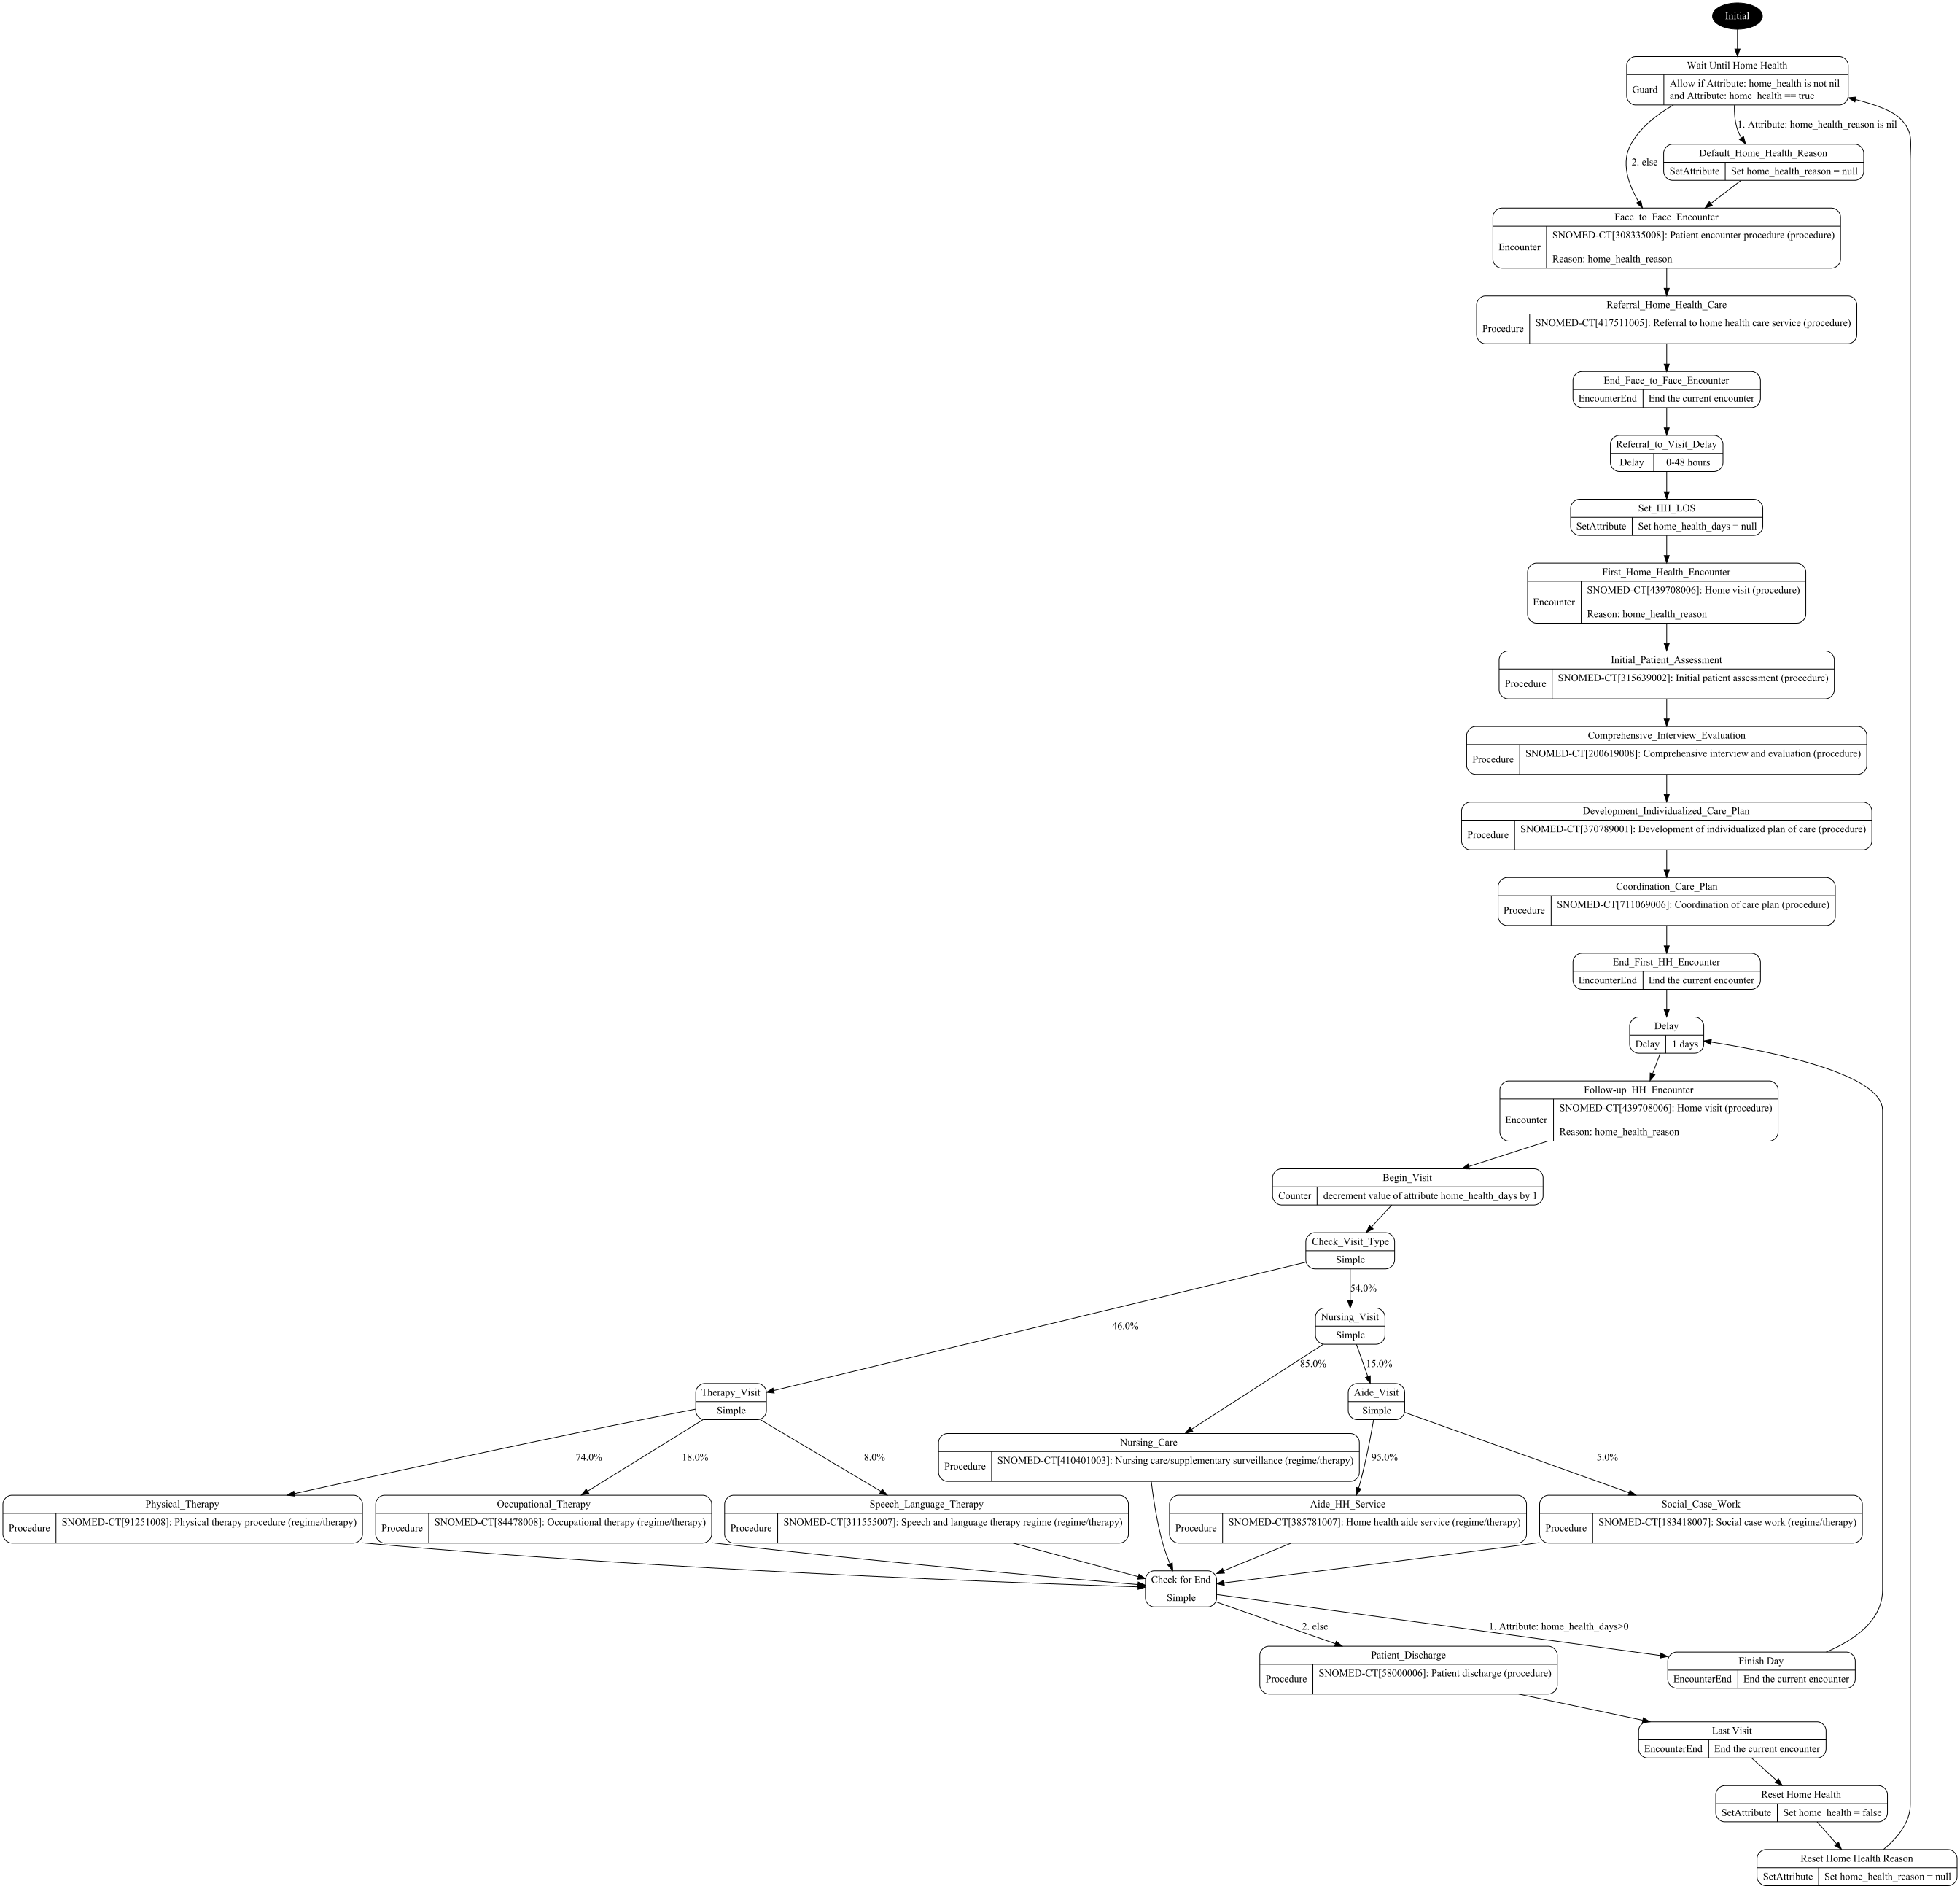 Initial
Wait Until Home Health
Guard
Allow if Attribute: home_health is not nil
and Attribute: home_health == true
1. Attribute: home_health_reason is nil
2. else
Default_Home_Health_Reason
SetAttribute
Set home_health_reason = null
Face_to_Face_Encounter
Encounter
SNOMED-CT[308335008]: Patient encounter procedure (procedure)
Reason: home_health_reason
Referral_Home_Health_Care
Procedure
SNOMED-CT[417511005]: Referral to home health care service (procedure)
End_Face_to_Face_Encounter
EncounterEnd
End the current encounter
Referral_to_Visit_Delay
Delay
0-48 hours
Set_HH_LOS
SetAttribute
Set home_health_days = null
First_Home_Health_Encounter
Encounter
SNOMED-CT[439708006]: Home visit (procedure)
Reason: home_health_reason
Initial_Patient_Assessment
Procedure
SNOMED-CT[315639002]: Initial patient assessment (procedure)
Comprehensive_Interview_Evaluation
Procedure
SNOMED-CT[200619008]: Comprehensive interview and evaluation (procedure)
Development_Individualized_Care_Plan
Procedure
SNOMED-CT[370789001]: Development of individualized plan of care (procedure)
Coordination_Care_Plan
Procedure
SNOMED-CT[711069006]: Coordination of care plan (procedure)
End_First_HH_Encounter
EncounterEnd
End the current encounter
Delay
Delay
1 days
Follow-up_HH_Encounter
Encounter
SNOMED-CT[439708006]: Home visit (procedure)
Reason: home_health_reason
Begin_Visit
Counter
decrement value of attribute home_health_days by 1
Check_Visit_Type
Simple
54.0%
46.0%
Nursing_Visit
Simple
85.0%
15.0%
Therapy_Visit
Simple
Aide_Visit
Simple
74.0%
18.0%
8.0%
Nursing_Care
Procedure
SNOMED-CT[410401003]: Nursing care/supplementary surveillance (regime/therapy)
95.0%
5.0%
Physical_Therapy
Procedure
SNOMED-CT[91251008]: Physical therapy procedure (regime/therapy)
Occupational_Therapy
Procedure
SNOMED-CT[84478008]: Occupational therapy (regime/therapy)
Speech_Language_Therapy
Procedure
SNOMED-CT[311555007]: Speech and language therapy regime (regime/therapy)
Aide_HH_Service
Procedure
SNOMED-CT[385781007]: Home health aide service (regime/therapy)
Social_Case_Work
Procedure
SNOMED-CT[183418007]: Social case work (regime/therapy)
Check for End
Simple
2. else
1. Attribute: home_health_days>0
Patient_Discharge
Procedure
SNOMED-CT[58000006]: Patient discharge (procedure)
Finish Day
EncounterEnd
End the current encounter
Last Visit
EncounterEnd
End the current encounter
Reset Home Health
SetAttribute
Set home_health = false
Reset Home Health Reason
SetAttribute
Set home_health_reason = null